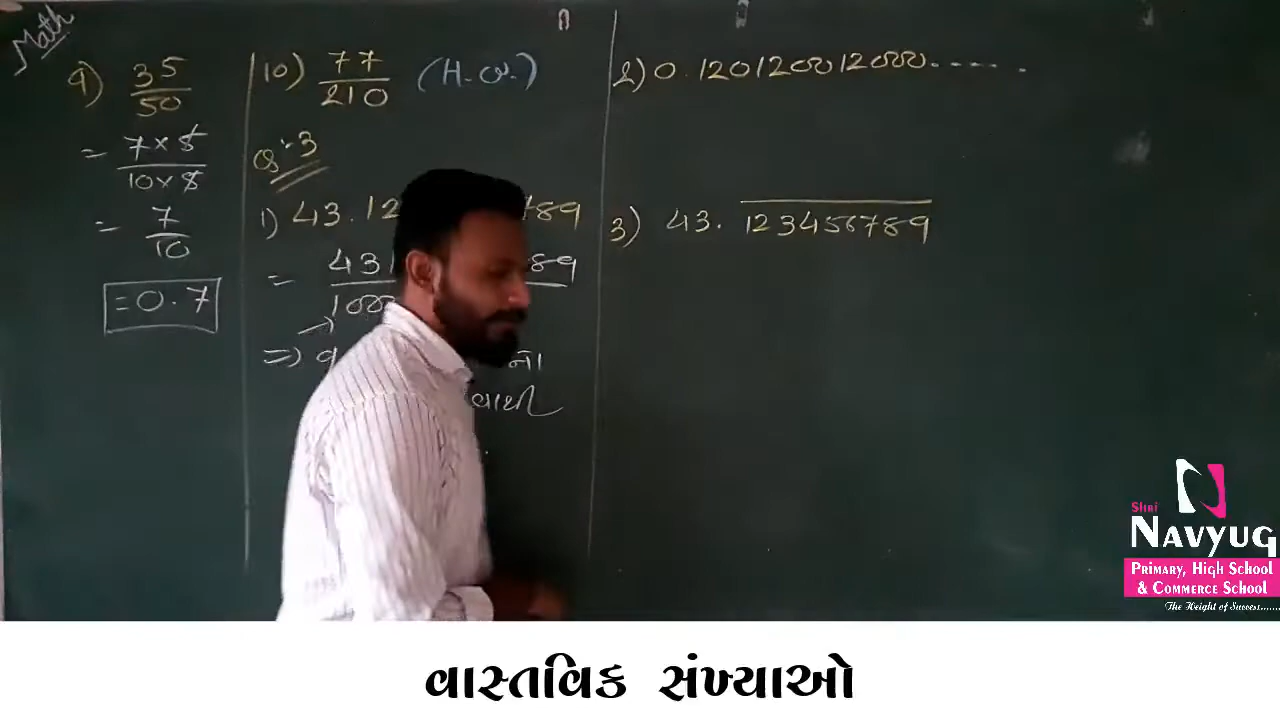 Math
9) 35/50
= 7 × 5 / 10 × 5
= 7/10
= 0.7
10) 77/210 (H.W.)
Q:3
1) 43.12 789
= 431 89
100
⇒
ના
વાથી
2) 0.120120012000.....
3) 43.123456789
Shri
NAVYUG
PRIMARY, HIGH SCHOOL
& COMMERCE SCHOOL
The Height of Success.......
વાસ્તવિક સંખ્યાઓ